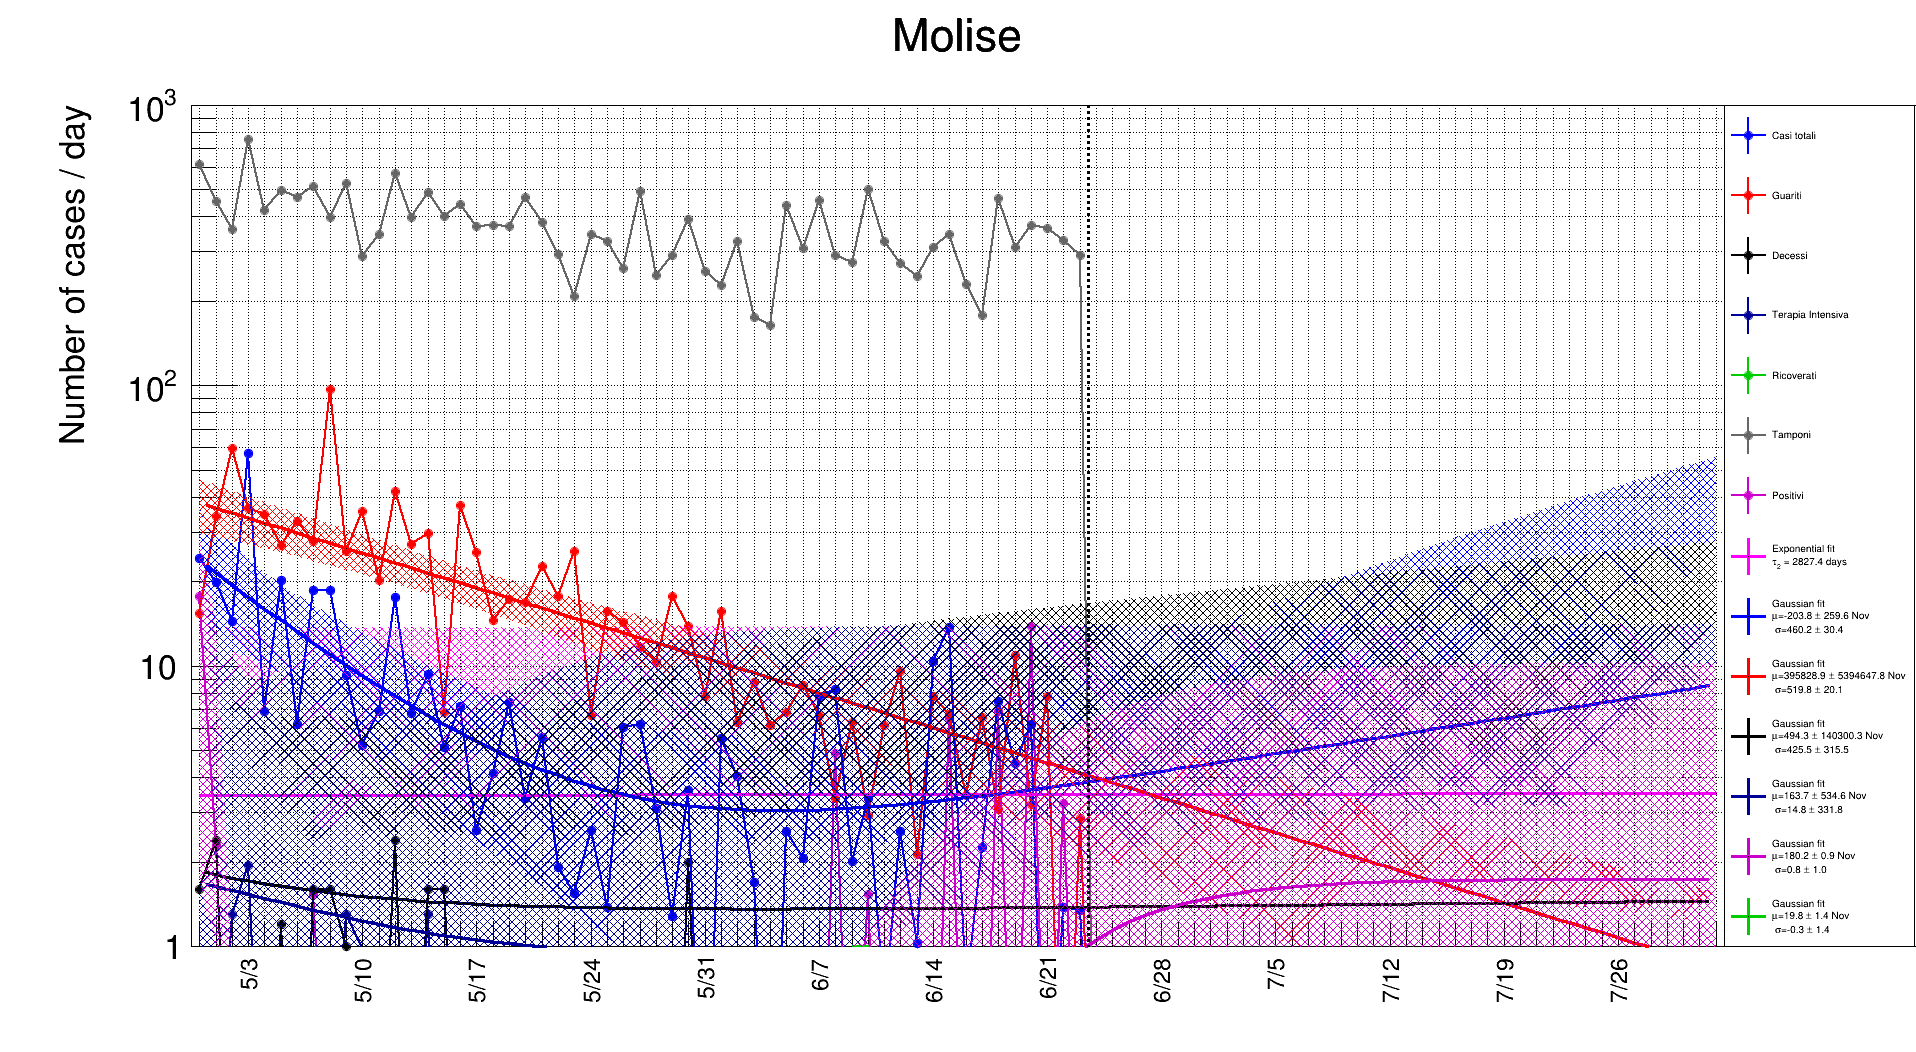 Molise
Number of cases / day
10³
10²
10
1
5/3
5/10
5/17
5/24
5/31
6/7
6/14
6/21
6/28
7/5
7/12
7/19
7/26
Casi totali
Guariti
Decessi
Terapia Intensiva
Ricoverati
Tamponi
Positivi
Exponential fit
τ₂ = 2827.4 days
Gaussian fit
μ=-203.8 ± 259.6 Nov
σ=460.2 ± 30.4
Gaussian fit
μ=395828.9 ± 5394647.8 Nov
σ=519.8 ± 20.1
Gaussian fit
μ=494.3 ± 140300.3 Nov
σ=425.5 ± 315.5
Gaussian fit
μ=163.7 ± 534.6 Nov
σ=14.8 ± 331.8
Gaussian fit
μ=180.2 ± 0.9 Nov
σ=0.8 ± 1.0
Gaussian fit
μ=19.8 ± 1.4 Nov
σ=-0.3 ± 1.4